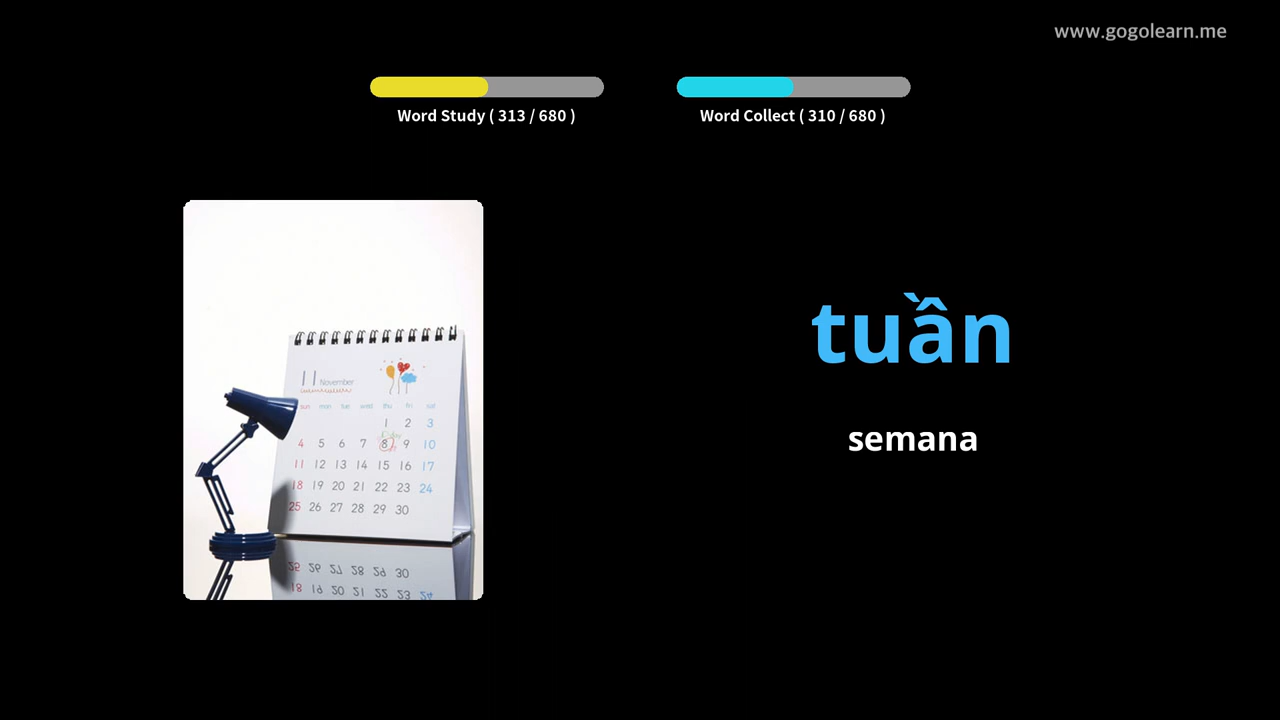 www.gogolearn.me
Word Study ( 313 / 680 )
Word Collect ( 310 / 680 )
11 November
sun mon tue wed thu fri sat
1 2 3
4 5 6 7 8 9 10
11 12 13 14 15 16 17
18 19 20 21 22 23 24
25 26 27 28 29 30
tuần
semana